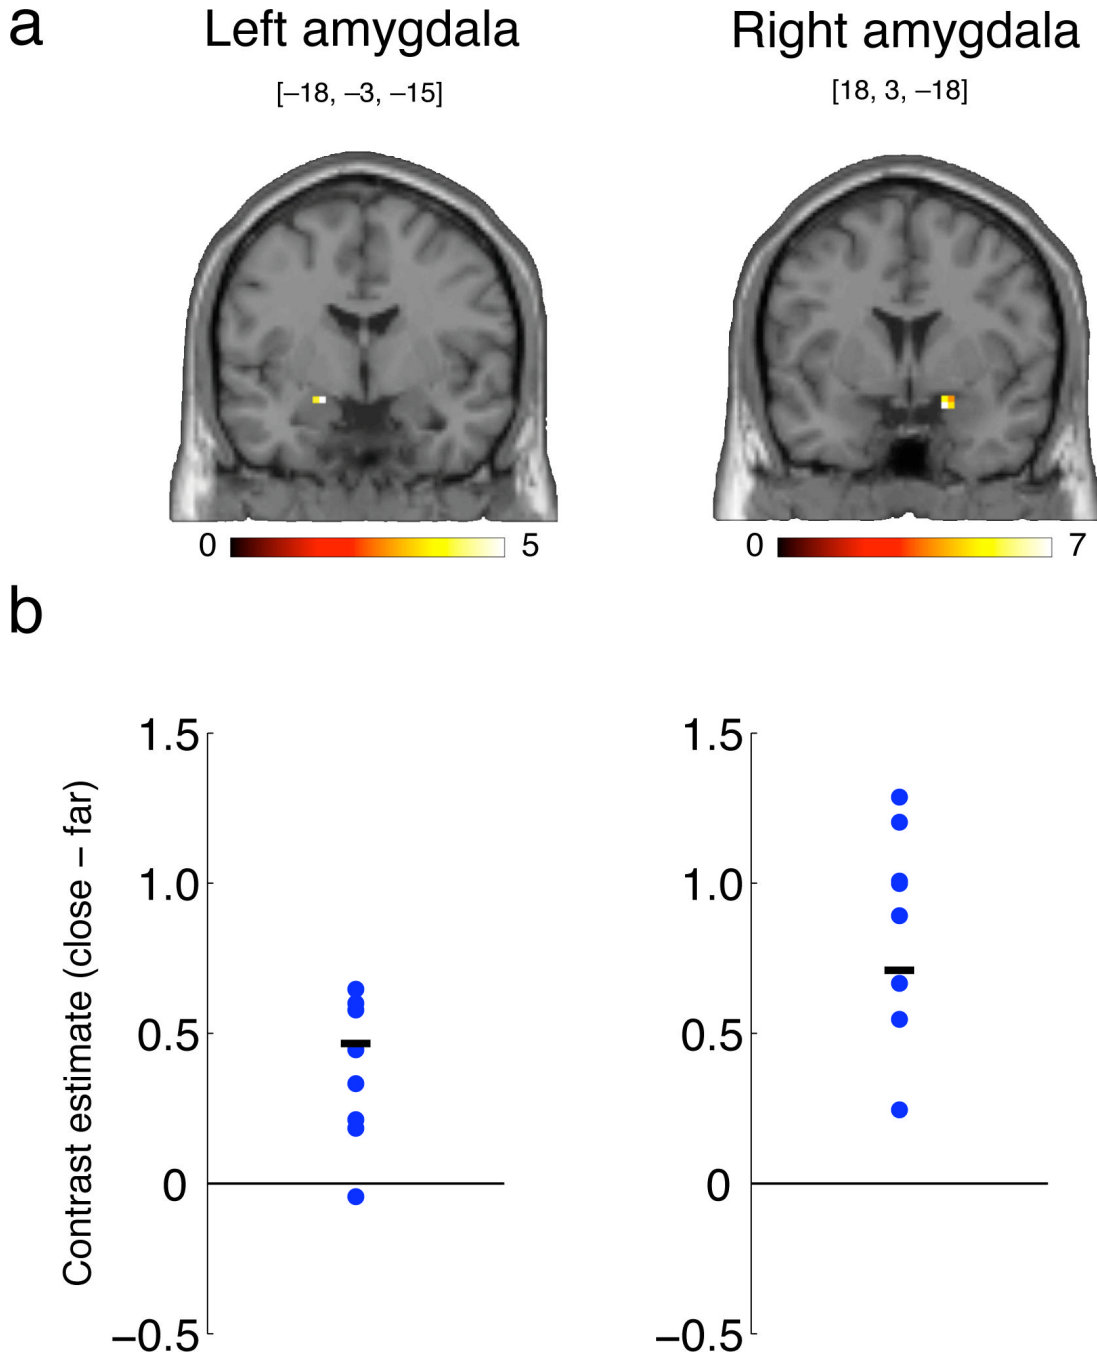 a
Left amygdala
Right amygdala
[–18, –3, –15]
[18, 3, –18]
0
5
0
7
b
Contrast estimate (close – far)
1.5
1.0
0.5
0
–0.5
1.5
1.0
0.5
0
–0.5